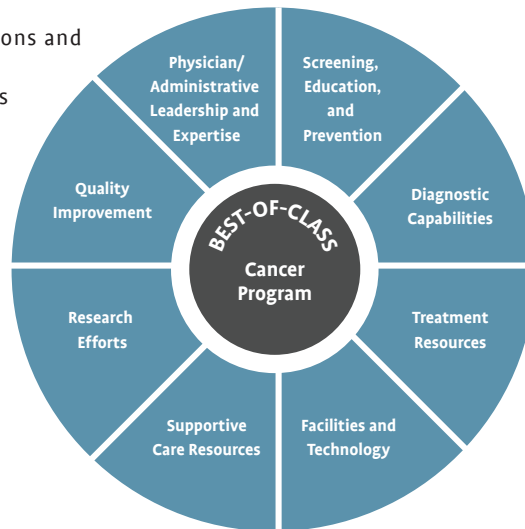 ons and
s
Physician/
Administrative
Leadership and
Expertise
Screening,
Education,
and
Prevention
Diagnostic
Capabilities
Treatment
Resources
Facilities and
Technology
Supportive
Care Resources
Research
Efforts
Quality
Improvement
BEST-OF-CLASS
Cancer
Program